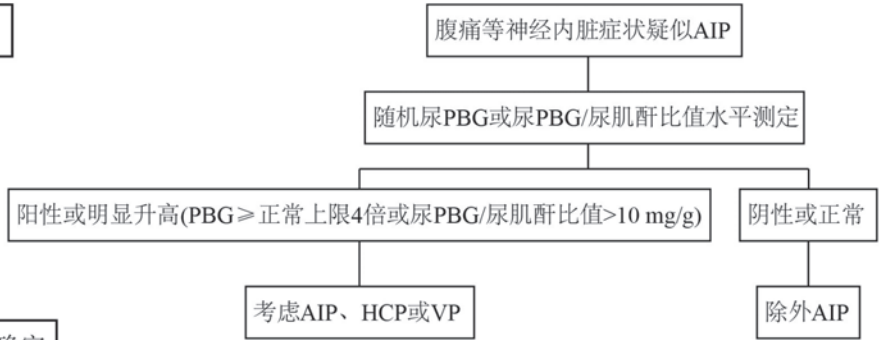 腹痛等神经内脏症状疑似AIP
随机尿PBG或尿PBG/尿肌酐比值水平测定
阳性或明显升高(PBG≥正常上限4倍或尿PBG/尿肌酐比值>10 mg/g)
阴性或正常
考虑AIP、HCP或VP
除外AIP